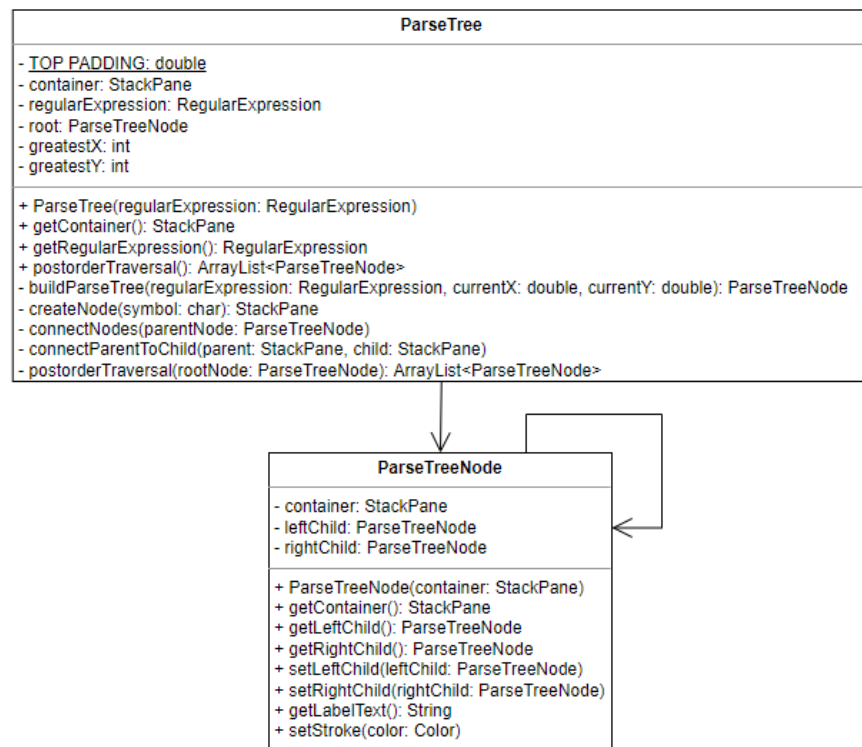 ParseTree
- TOP PADDING: double
- container: StackPane
- regularExpression: RegularExpression
- root: ParseTreeNode
- greatestX: int
- greatestY: int
+ ParseTree(regularExpression: RegularExpression)
+ getContainer(): StackPane
+ getRegularExpression(): RegularExpression
+ postorderTraversal(): ArrayList<ParseTreeNode>
- buildParseTree(regularExpression: RegularExpression, currentX: double, currentY: double): ParseTreeNode
- createNode(symbol: char): StackPane
- connectNodes(parentNode: ParseTreeNode)
- connectParentToChild(parent: StackPane, child: StackPane)
- postorderTraversal(rootNode: ParseTreeNode): ArrayList<ParseTreeNode>
ParseTreeNode
- container: StackPane
- leftChild: ParseTreeNode
- rightChild: ParseTreeNode
+ ParseTreeNode(container: StackPane)
+ getContainer(): StackPane
+ getLeftChild(): ParseTreeNode
+ getRightChild(): ParseTreeNode
+ setLeftChild(leftChild: ParseTreeNode)
+ setRightChild(rightChild: ParseTreeNode)
+ getLabelText(): String
+ setStroke(color: Color)